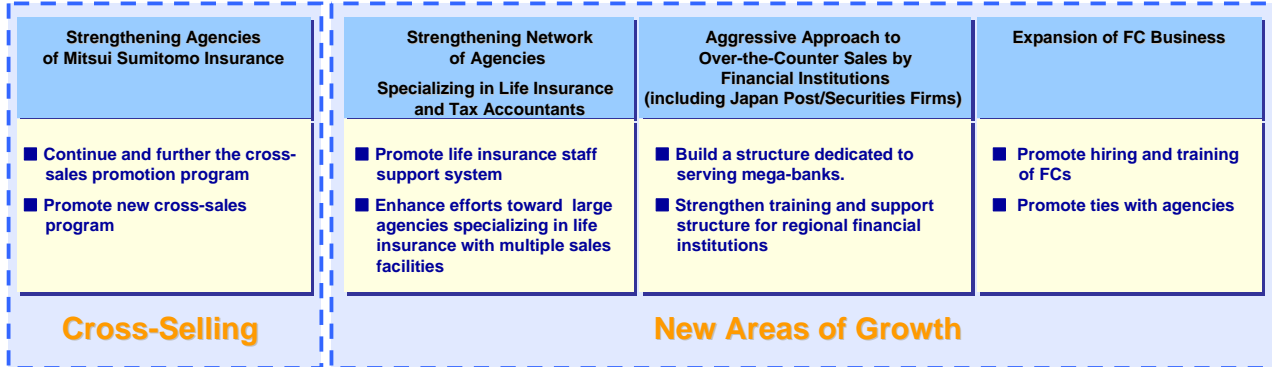 Strengthening Agencies
of Mitsui Sumitomo Insurance
■ Continue and further the cross-
sales promotion program
■ Promote new cross-sales
program
Cross-Selling
Strengthening Network
of Agencies
Specializing in Life Insurance
and Tax Accountants
■ Promote life insurance staff
support system
■ Enhance efforts toward large
agencies specializing in life
insurance with multiple sales
facilities
Aggressive Approach to
Over-the-Counter Sales by
Financial Institutions
(including Japan Post/Securities Firms)
■ Build a structure dedicated to
serving mega-banks.
■ Strengthen training and support
structure for regional financial
institutions
Expansion of FC Business
■ Promote hiring and training
of FCs
■ Promote ties with agencies
New Areas of Growth